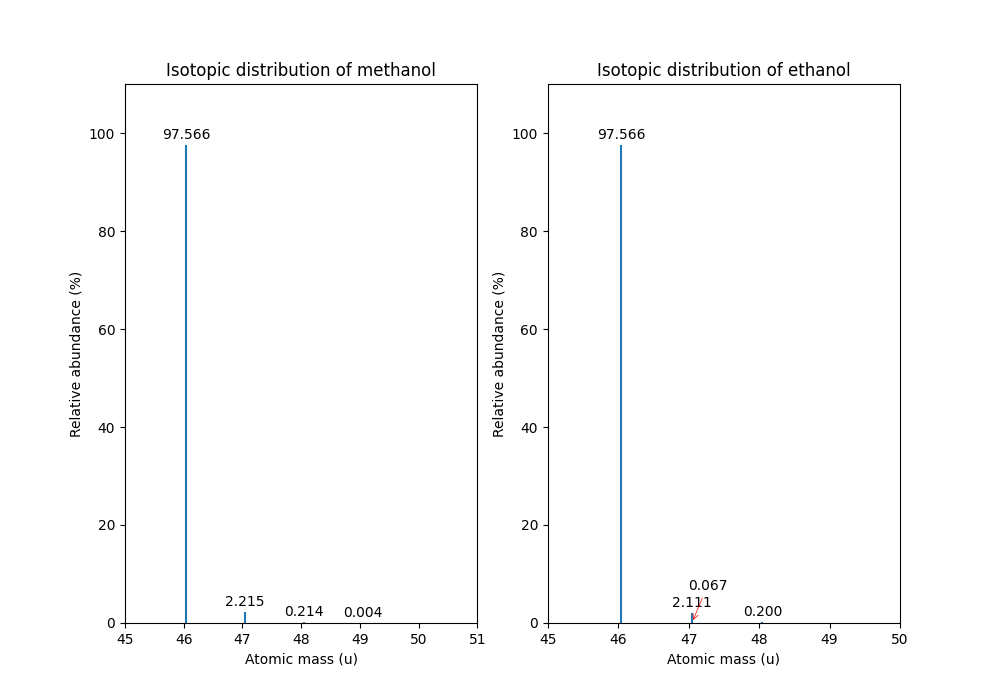 Isotopic distribution of methanol
Relative abundance (%)
100
80
60
40
20
0
97.566
2.215
0.214
0.004
45 46 47 48 49 50 51
Atomic mass (u)
Isotopic distribution of ethanol
Relative abundance (%)
100
80
60
40
20
0
97.566
0.067
2.111
0.200
45 46 47 48 49 50
Atomic mass (u)